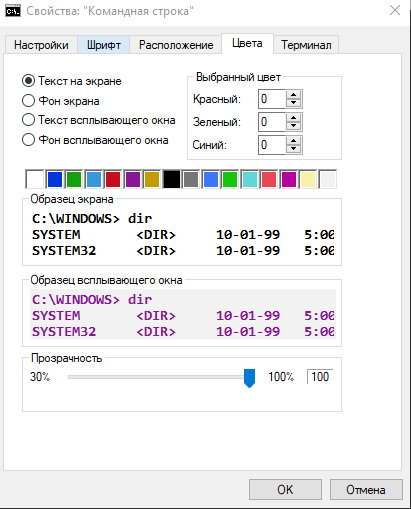 Свойства: "Командная строка"
Настройки Шрифт Расположение Цвета Терминал
Текст на экране
Фон экрана
Текст всплывающего окна
Фон всплывающего окна
Выбранный цвет
Красный: 0
Зеленый: 0
Синий: 0
Образец экрана
C:\WINDOWS> dir
SYSTEM <DIR> 10-01-99 5:00
SYSTEM32 <DIR> 10-01-99 5:00
Образец всплывающего окна
C:\WINDOWS> dir
SYSTEM <DIR> 10-01-99 5:00
SYSTEM32 <DIR> 10-01-99 5:00
Прозрачность
30% 100% 100
OK Отмена